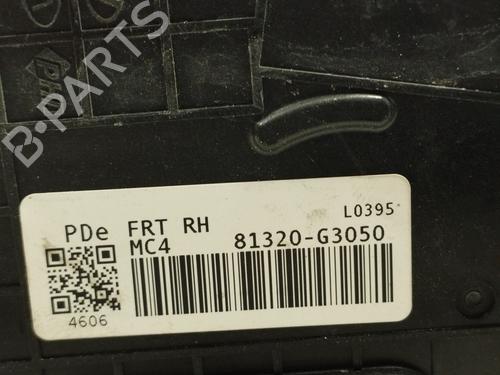 B-PARTS
L0395
PDe FRT RH
MC4 81320-G3050
4606